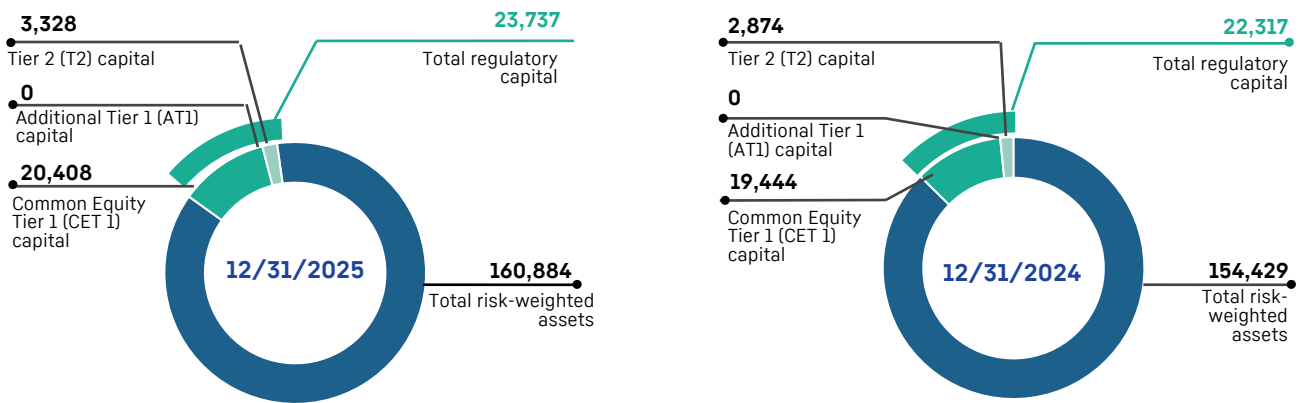 3,328
Tier 2 (T2) capital
0
Additional Tier 1 (AT1)
capital
20,408
Common Equity
Tier 1 (CET 1)
capital
23,737
Total regulatory
capital
12/31/2025
160,884
Total risk-weighted
assets
2,874
Tier 2 (T2) capital
0
Additional Tier 1
(AT1) capital
19,444
Common Equity
Tier 1 (CET 1)
capital
22,317
Total regulatory
capital
12/31/2024
154,429
Total risk-
weighted
assets